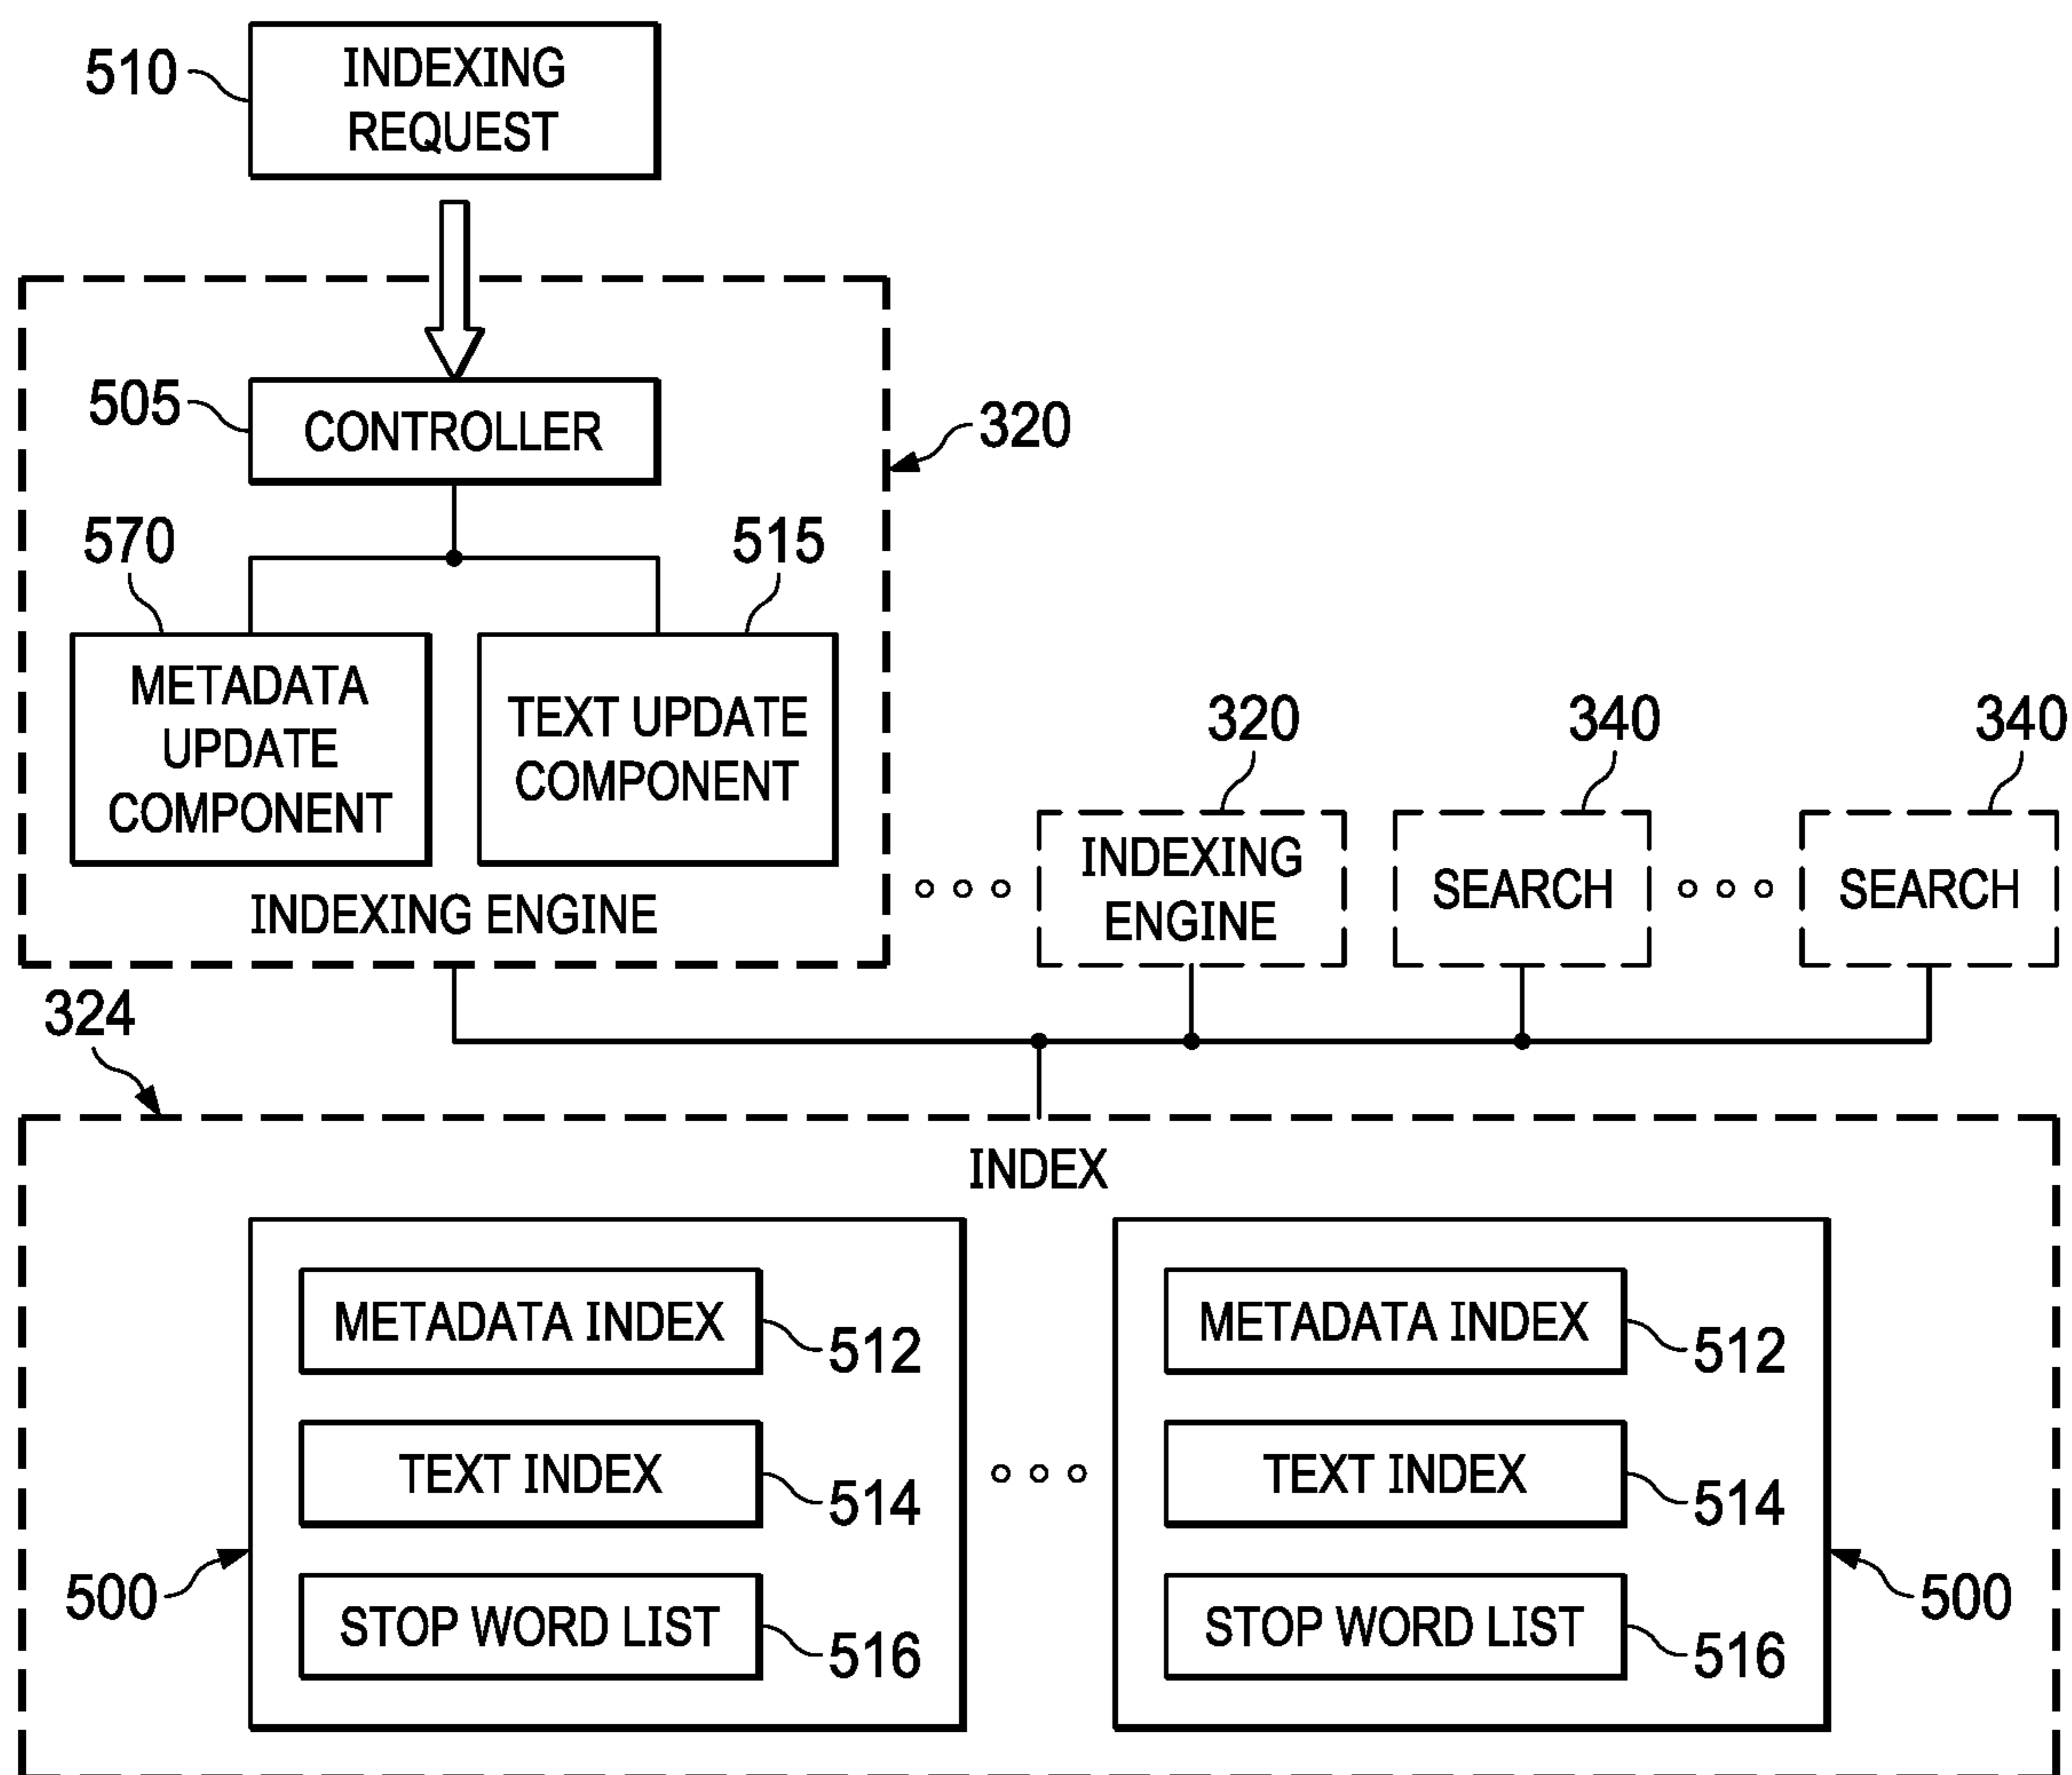 510
INDEXING
REQUEST
505
CONTROLLER
320
570
515
METADATA
UPDATE
COMPONENT
TEXT UPDATE
COMPONENT
INDEXING ENGINE
320
INDEXING
ENGINE
340
SEARCH
340
SEARCH
324
INDEX
METADATA INDEX
512
TEXT INDEX
514
STOP WORD LIST
516
500
METADATA INDEX
512
TEXT INDEX
514
STOP WORD LIST
516
500